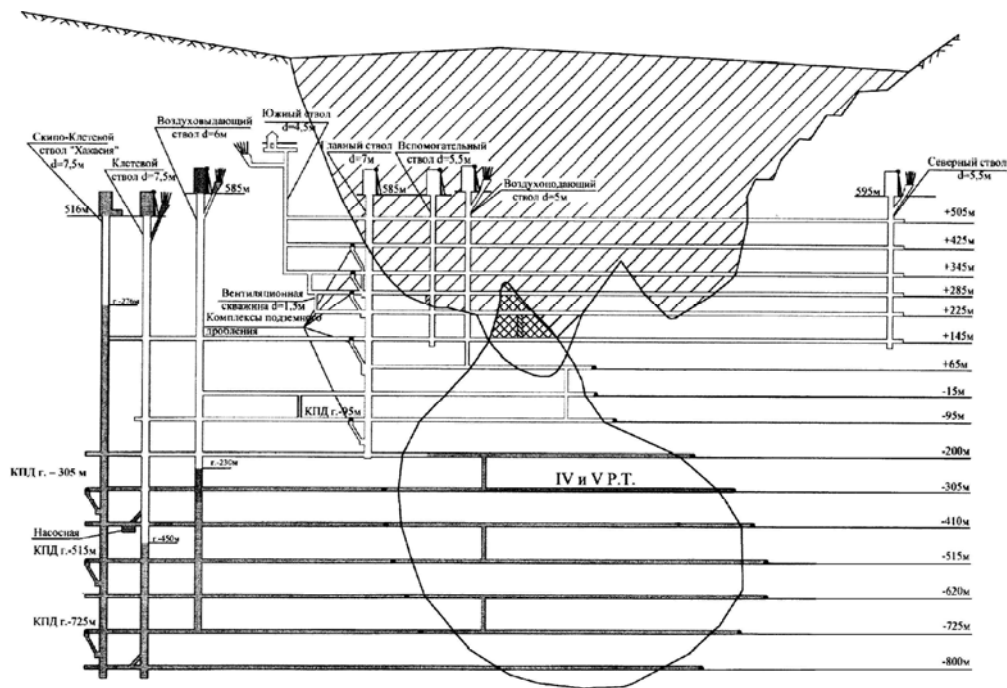 Южный ствол
d=4,5м
Воздуховыдающий
ствол d=6м
Скипо-Клетевой
ствол "Хакасия"
d=7,5м
Клетевой
ствол d=7,5м
Главный ствол
d=7м
Вспомогательный
ствол d=5,5м
Воздухоподающий
ствол d=5м
Северный ствол
d=5,5м
516м
585м
585м
595м
+505м
+425м
+345м
+285м
+225м
+145м
+65м
-15м
-95м
-200м
-305м
-410м
-515м
-620м
-725м
-800м
Вентиляционная
скважина d=1,5м
Комплексы подземного
дробления
КПД г.-95м
г.-230м
КПД г. – 305 м
IV и V Р.Т.
Насосная
г.-450м
КПД г.-515м
КПД г.-725м